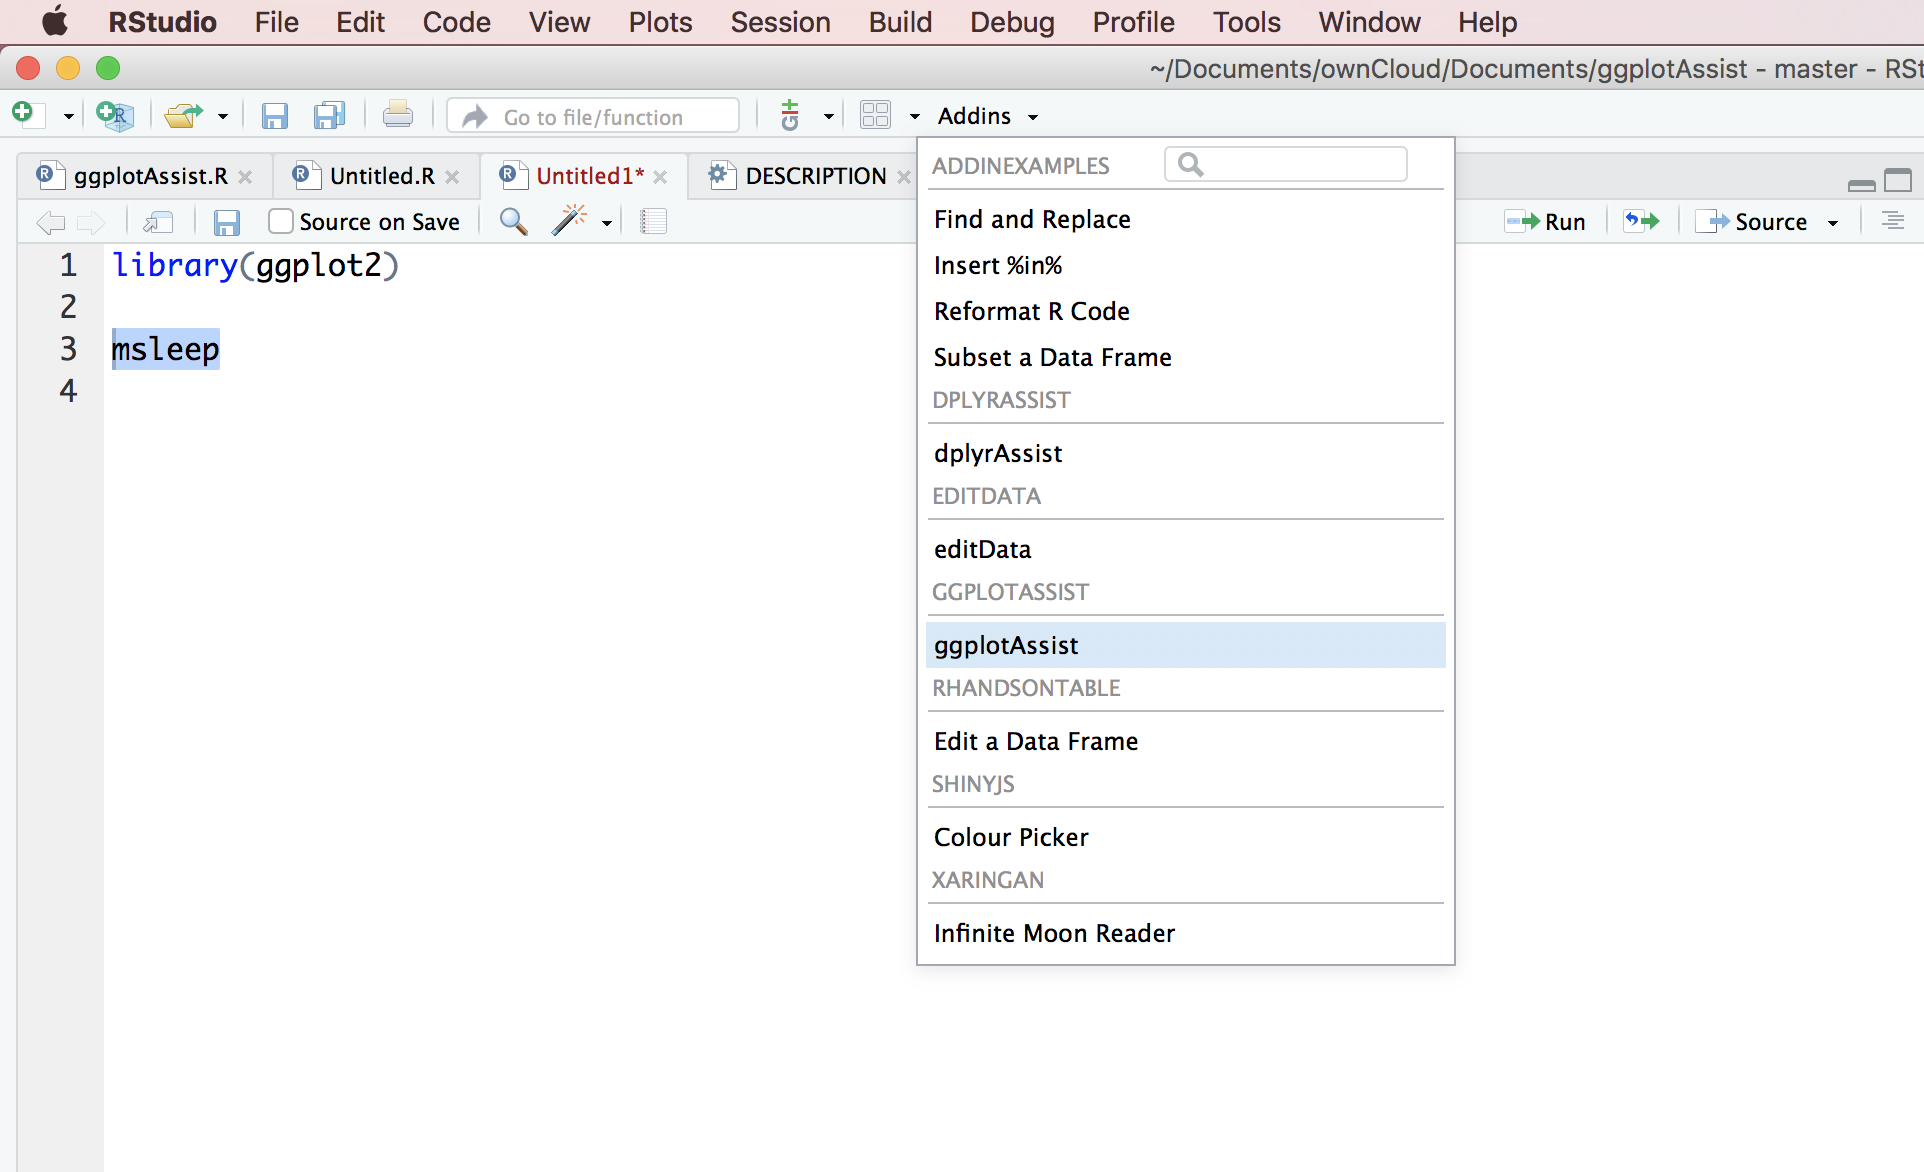 RStudio File Edit Code View Plots Session Build Debug Profile Tools Window Help
~/Documents/ownCloud/Documents/ggplotAssist - master - RSt
Go to file/function Git Addins
ggplotAssist.R Untitled.R Untitled1* DESCRIPTION
Source on Save Run Source
1 library(ggplot2)
2
3 msleep
4
ADDINEXAMPLES
Find and Replace
Insert %in%
Reformat R Code
Subset a Data Frame
DPLYRASSIST
dplyrAssist
EDITDATA
editData
GGPLOTASSIST
ggplotAssist
RHANDSONTABLE
Edit a Data Frame
SHINYJS
Colour Picker
XARINGAN
Infinite Moon Reader